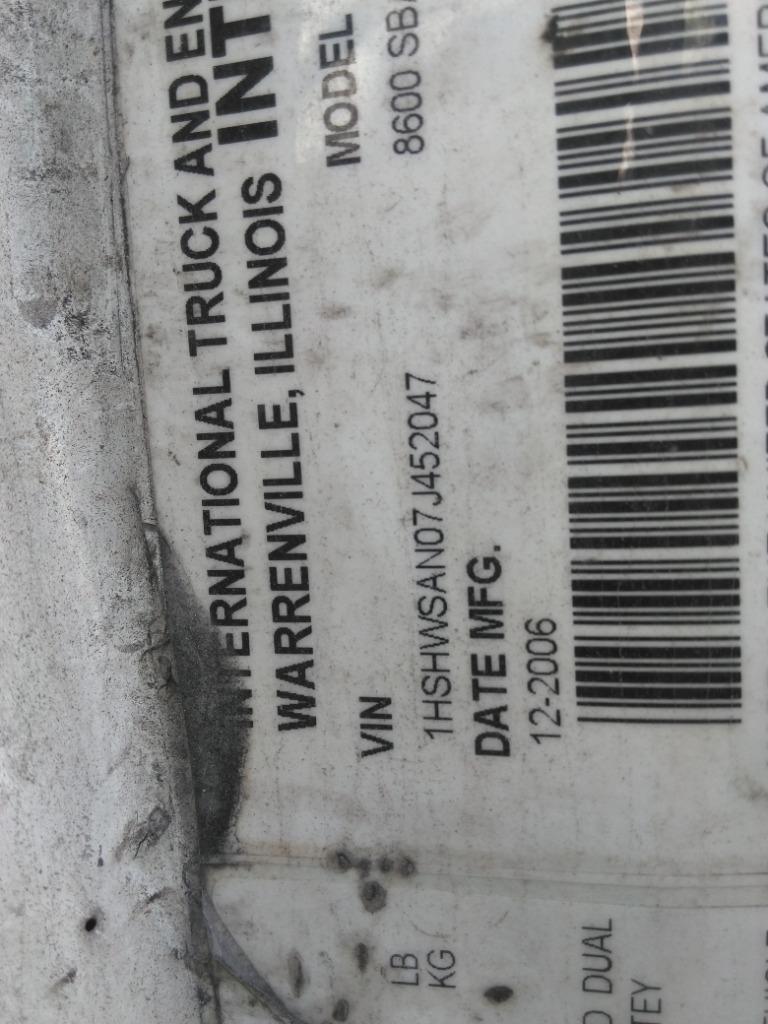 INTERNATIONAL TRUCK AND EN
WARRENVILLE, ILLINOIS INT
MODEL
8600 SBA
VIN
1HSHWSAN07J452047
DATE MFG.
12-2006
LB
KG
DUAL
TEY